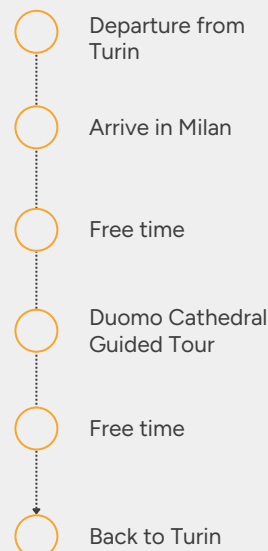 Departure from
Turin
Arrive in Milan
Free time
Duomo Cathedral
Guided Tour
Free time
Back to Turin